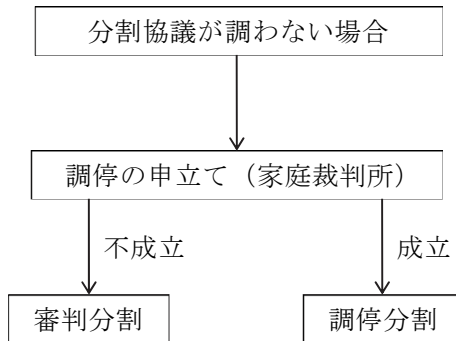 分割協議が調わない場合
調停の申立て（家庭裁判所）
不成立
成立
審判分割
調停分割